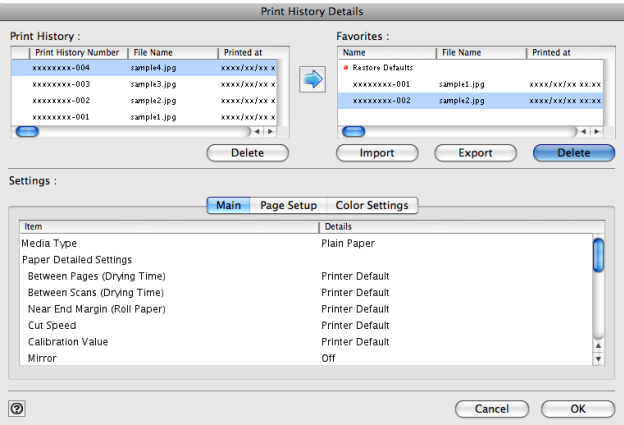 Print History Details
Print History : Favorites :
Print History Number File Name Printed at Name File Name Printed at
xxxxxxxx-004 sample4.jpg xxxx/xx/xx x Restore Defaults
xxxxxxxx-003 sample3.jpg xxxx/xx/xx x xxxxxxxx-001 sample1.jpg xxxx/xx/xx xx:xx
xxxxxxxx-002 sample2.jpg xxxx/xx/xx x xxxxxxxx-002 sample2.jpg xxxx/xx/xx xx:xx
xxxxxxxx-001 sample1.jpg xxxx/xx/xx x
Delete Import Export Delete
Settings :
Main Page Setup Color Settings
Item Details
Media Type Plain Paper
Paper Detailed Settings
Between Pages (Drying Time) Printer Default
Between Scans (Drying Time) Printer Default
Near End Margin (Roll Paper) Printer Default
Cut Speed Printer Default
Calibration Value Printer Default
Mirror Off
? Cancel OK